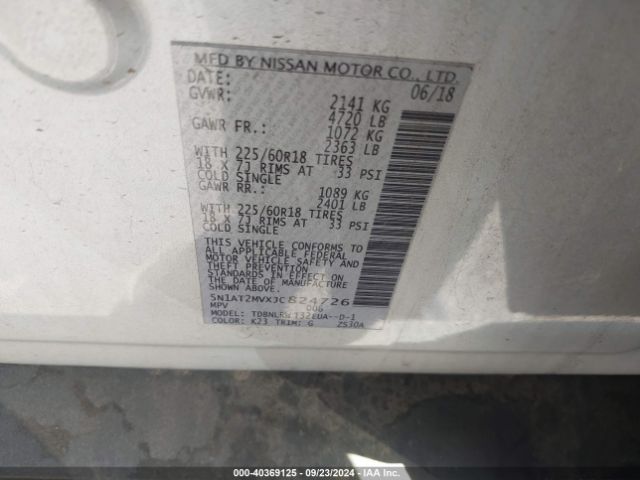 MFD BY NISSAN MOTOR CO., LTD.
DATE: 06/18
GVWR: 2141 KG
4720 LB
GAWR FR.: 1072 KG
2363 LB
WITH 225/60R18 TIRES
18 X 7J RIMS AT 33 PSI
COLD SINGLE
GAWR RR.: 1089 KG
2401 LB
WITH 225/60R18 TIRES
18 X 7J RIMS AT 33 PSI
COLD SINGLE
THIS VEHICLE CONFORMS TO
ALL APPLICABLE FEDERAL
MOTOR VEHICLE SAFETY AND
THEFT PREVENTION
STANDARDS IN EFFECT ON
THE DATE OF MANUFACTURE
SHOWN ABOVE.
5N1AT2MVXJC824726
MPV 006
MODEL: D-1
COLOR: K23 TRIM: G ZS30A
000-40369125 - 09/23/2024 - IAA Inc.